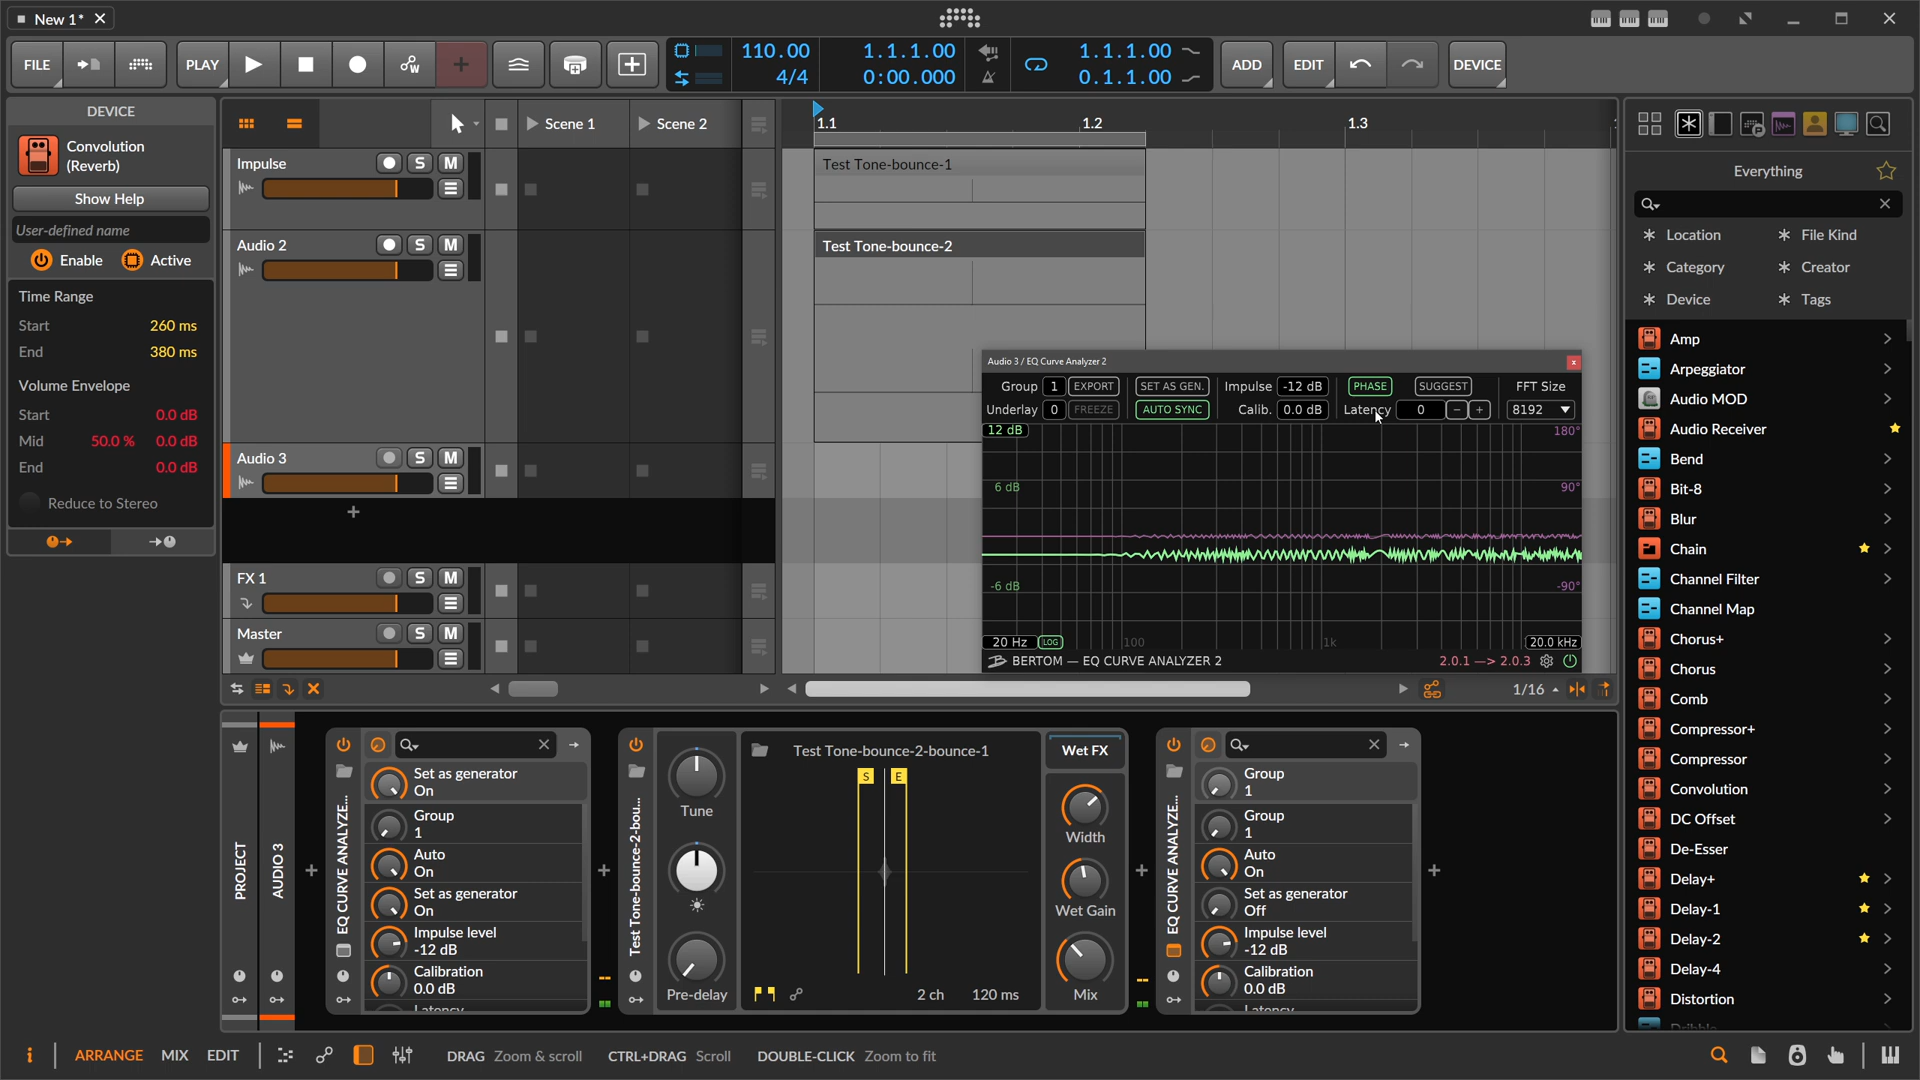 New 1*
FILE
PLAY
110.00
4/4
1.1.1.00
0:00.000
1.1.1.00
0.1.1.00
ADD
EDIT
DEVICE
DEVICE
Convolution
(Reverb)
Show Help
User-defined name
Enable
Active
Time Range
Start 260 ms
End 380 ms
Volume Envelope
Start 0.0 dB
Mid 50.0 % 0.0 dB
End 0.0 dB
Reduce to Stereo
Scene 1
Scene 2
Impulse
S M
Audio 2
S M
Audio 3
S M
FX 1
S M
Master
S M
1.1
1.2
1.3
Test Tone-bounce-1
Test Tone-bounce-2
Audio 3 / EQ Curve Analyzer 2
x
Group 1 EXPORT SET AS GEN. Impulse -12 dB PHASE SUGGEST FFT Size
Underlay 0 FREEZE AUTO SYNC Calib. 0.0 dB Latency 0 - + 8192
12 dB 180°
6 dB 90°
-6 dB -90°
20 Hz LOG 100 1k 20.0 kHz
BERTOM — EQ CURVE ANALYZER 2 2.0.1 —> 2.0.3
1/16
Everything
Location
File Kind
Category
Creator
Device
Tags
Amp
Arpeggiator
Audio MOD
Audio Receiver
Bend
Bit-8
Blur
Chain
Channel Filter
Channel Map
Chorus+
Chorus
Comb
Compressor+
Compressor
Convolution
DC Offset
De-Esser
Delay+
Delay-1
Delay-2
Delay-4
Distortion
Dribble
PROJECT
AUDIO 3
EQ CURVE ANALYZE...
Set as generator
On
Group
1
Auto
On
Set as generator
On
Impulse level
-12 dB
Calibration
0.0 dB
Latency
Test Tone-bounce-2-bou...
Tune
Pre-delay
Test Tone-bounce-2-bounce-1
S E
2 ch 120 ms
Wet FX
Width
Wet Gain
Mix
EQ CURVE ANALYZE...
Group
1
Group
1
Auto
On
Set as generator
Off
Impulse level
-12 dB
Calibration
0.0 dB
Latency
i
ARRANGE MIX EDIT
DRAG Zoom & scroll CTRL+DRAG Scroll DOUBLE-CLICK Zoom to fit